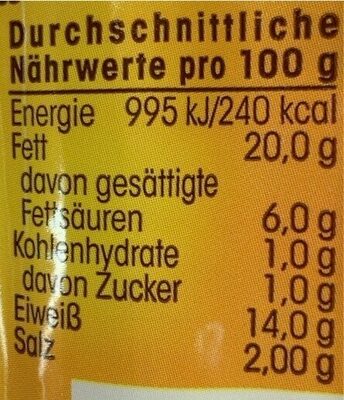 Durchschnittliche
Nährwerte pro 100 g
Energie 995 kJ/240 kcal
Fett 20,0 g
davon gesättigte
Fettsäuren 6,0 g
Kohlenhydrate 1,0 g
davon Zucker 1,0 g
Eiweiß 14,0 g
Salz 2,00 g